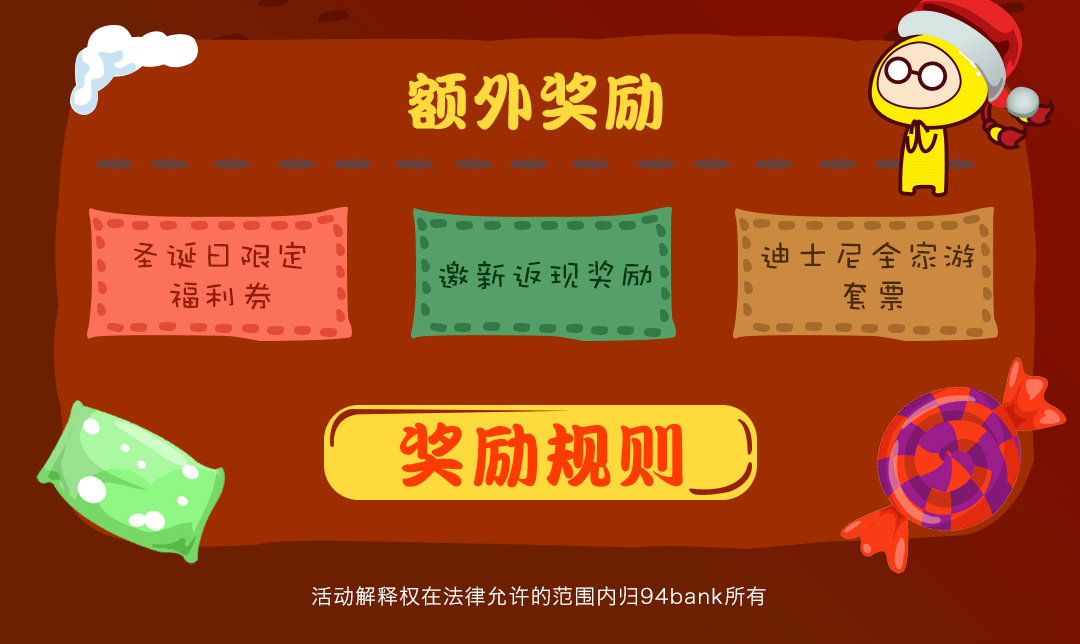 额外奖励
圣诞日限定
福利券
邀新返现奖励
迪士尼全家游
套票
奖励规则
活动解释权在法律允许的范围内归94bank所有